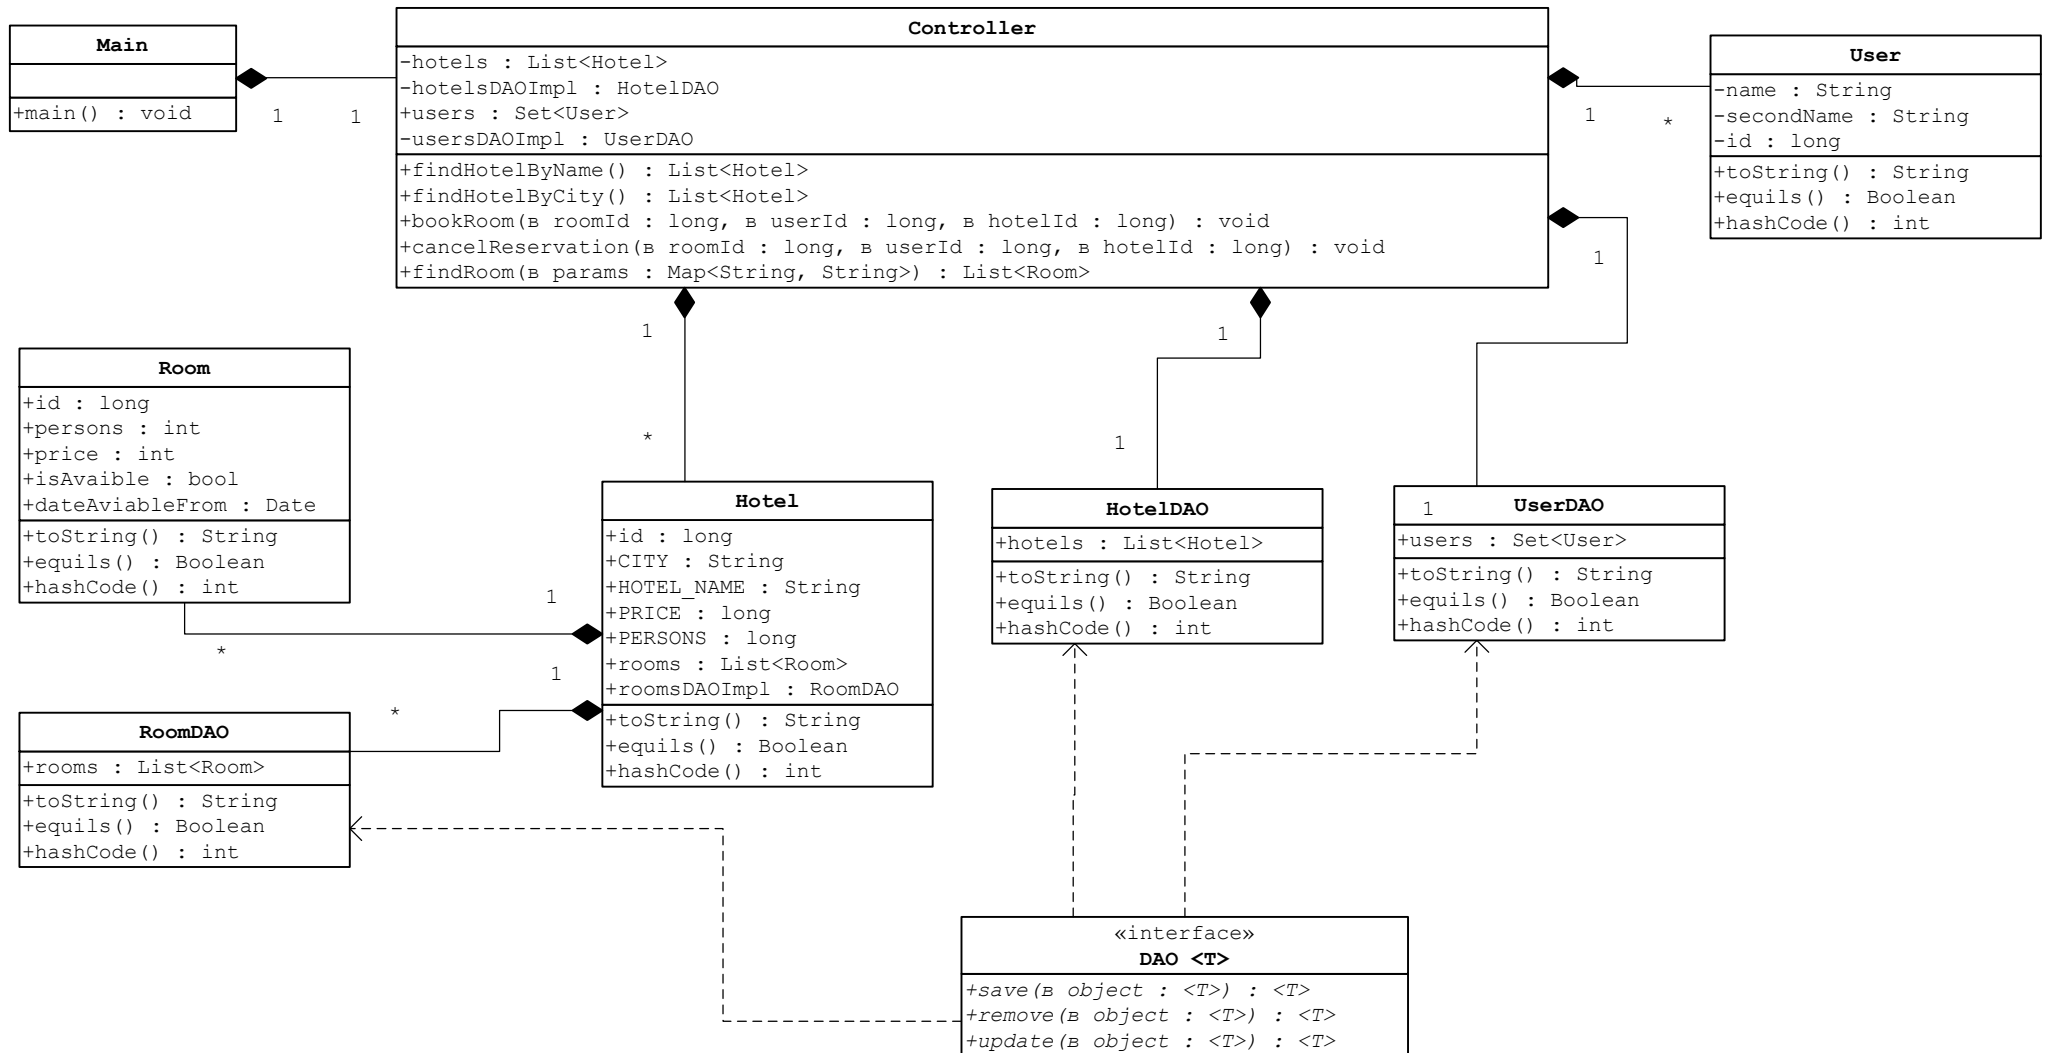 Main
+main() : void
1
1
Controller
-hotels : List<Hotel>
-hotelsDAOImpl : HotelDAO
+users : Set<User>
-usersDAOImpl : UserDAO
+findHotelByName() : List<Hotel>
+findHotelByCity() : List<Hotel>
+bookRoom(в roomId : long, в userId : long, в hotelId : long) : void
+cancelReservation(в roomId : long, в userId : long, в hotelId : long) : void
+findRoom(в params : Map<String, String>) : List<Room>
1
*
User
-name : String
-secondName : String
-id : long
+toString() : String
+equils() : Boolean
+hashCode() : int
1
1
1
*
1
1
Room
+id : long
+persons : int
+price : int
+isAvaible : bool
+dateAviableFrom : Date
+toString() : String
+equils() : Boolean
+hashCode() : int
*
1
Hotel
+id : long
+CITY : String
+HOTEL_NAME : String
+PRICE : long
+PERSONS : long
+rooms : List<Room>
+roomsDAOImpl : RoomDAO
+toString() : String
+equils() : Boolean
+hashCode() : int
HotelDAO
+hotels : List<Hotel>
+toString() : String
+equils() : Boolean
+hashCode() : int
1
UserDAO
+users : Set<User>
+toString() : String
+equils() : Boolean
+hashCode() : int
1
*
RoomDAO
+rooms : List<Room>
+toString() : String
+equils() : Boolean
+hashCode() : int
«interface»
DAO <T>
+save(в object : <T>) : <T>
+remove(в object : <T>) : <T>
+update(в object : <T>) : <T>